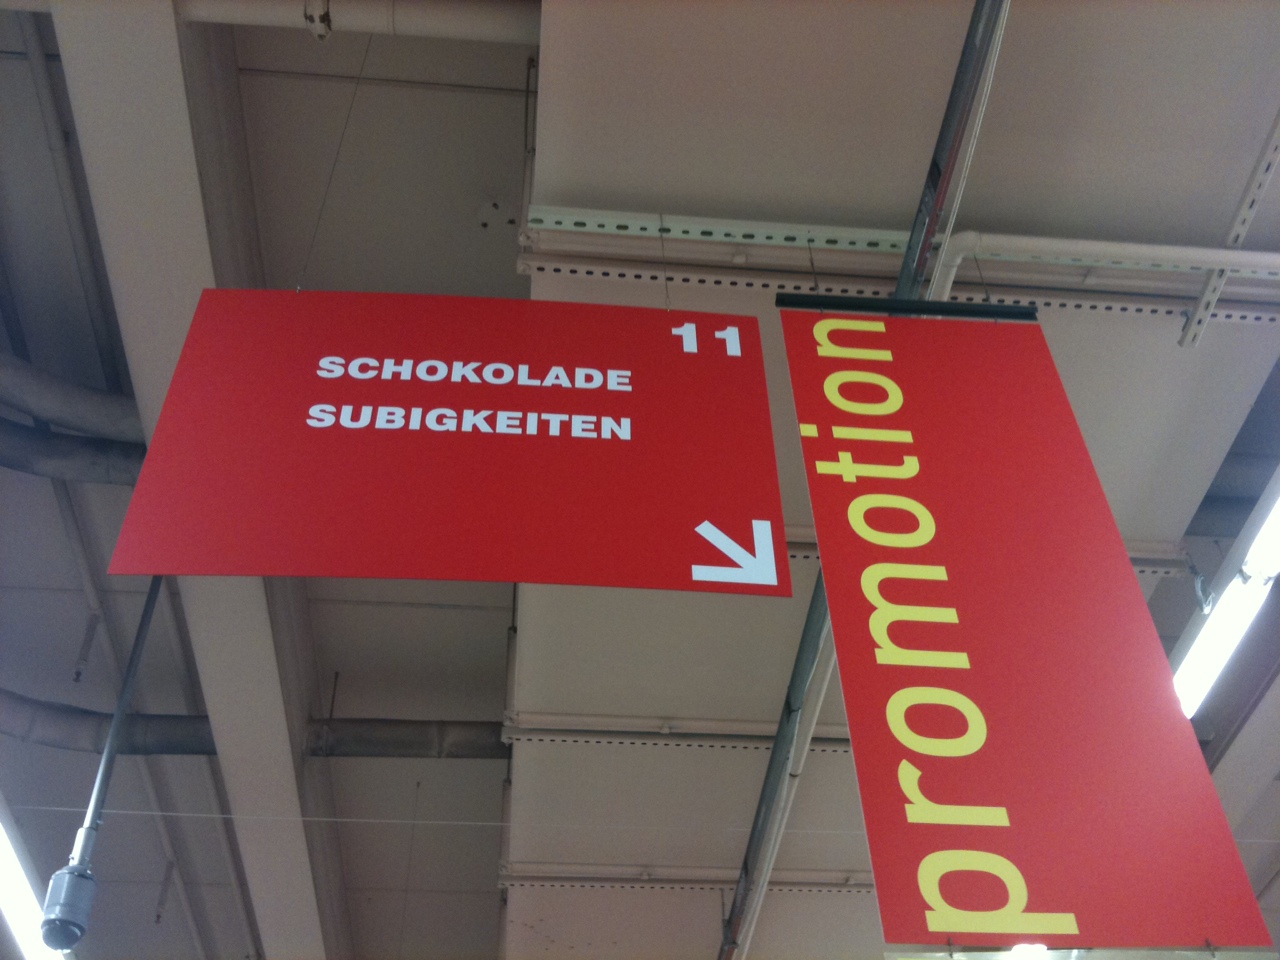 11
SCHOKOLADE
SUBIGKEITEN
promotion